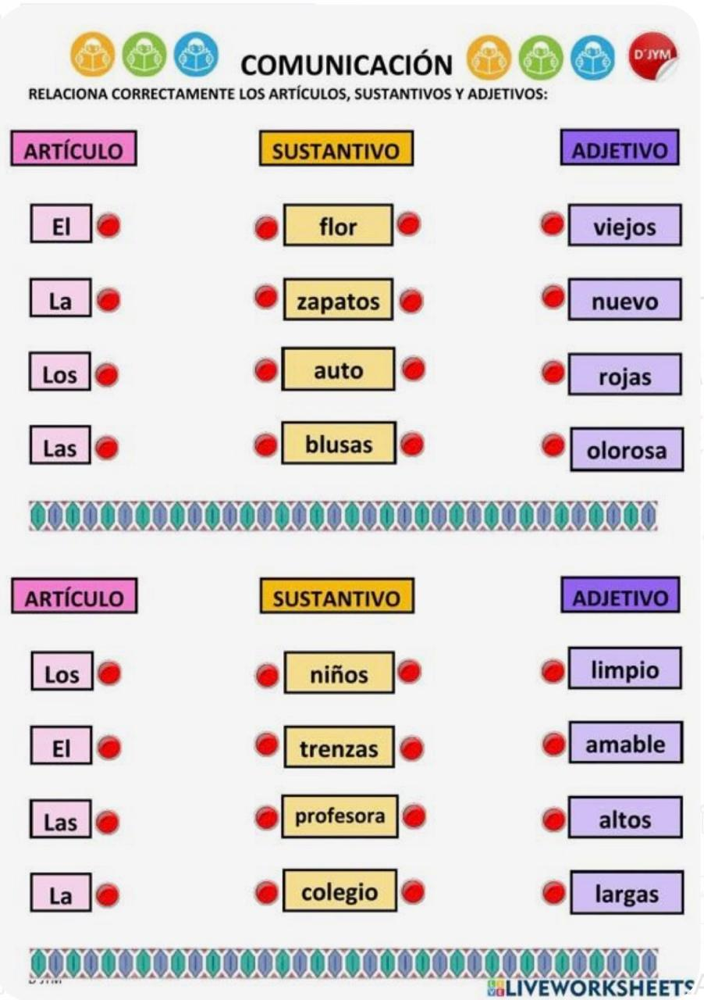 COMUNICACIÓN
D´JYM
RELACIONA CORRECTAMENTE LOS ARTÍCULOS, SUSTANTIVOS Y ADJETIVOS:
ARTÍCULO SUSTANTIVO ADJETIVO
El flor viejos
La zapatos nuevo
Los auto rojas
Las blusas olorosa
ARTÍCULO SUSTANTIVO ADJETIVO
Los niños limpio
El trenzas amable
Las profesora altos
La colegio largas
D´JYM
LIVEWORKSHEETS